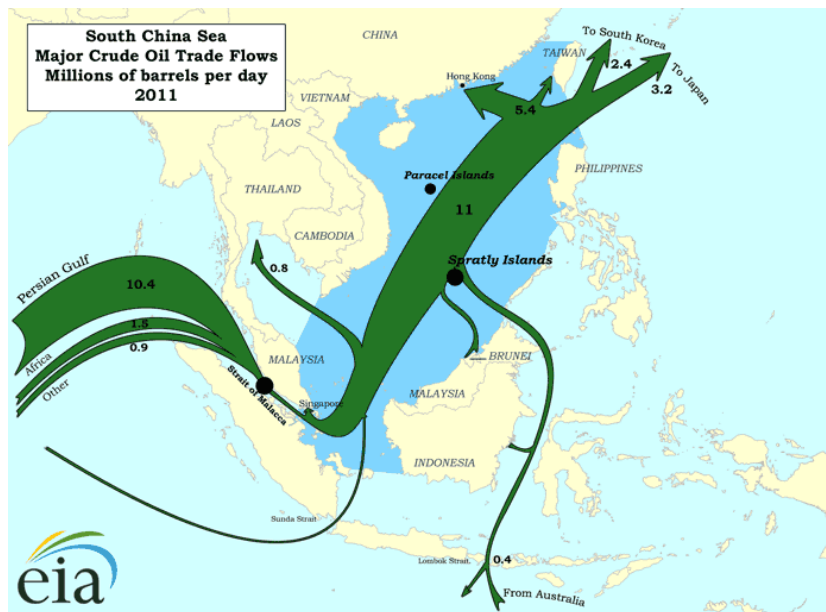 South China Sea
Major Crude Oil Trade Flows
Millions of barrels per day
2011
CHINA
To South Korea
TAIWAN
2.4
To Japan
3.2
Hong Kong
5.4
VIETNAM
LAOS
Paracel Islands
PHILIPPINES
THAILAND
11
CAMBODIA
Spratly Islands
Persian Gulf
0.8
10.4
1.5
Africa
0.9
Other
MALAYSIA
BRUNEI
Strait of Malacca
Singapore
MALAYSIA
INDONESIA
Sunda Strait
Lombok Strait.
0.4
From Australia
eia